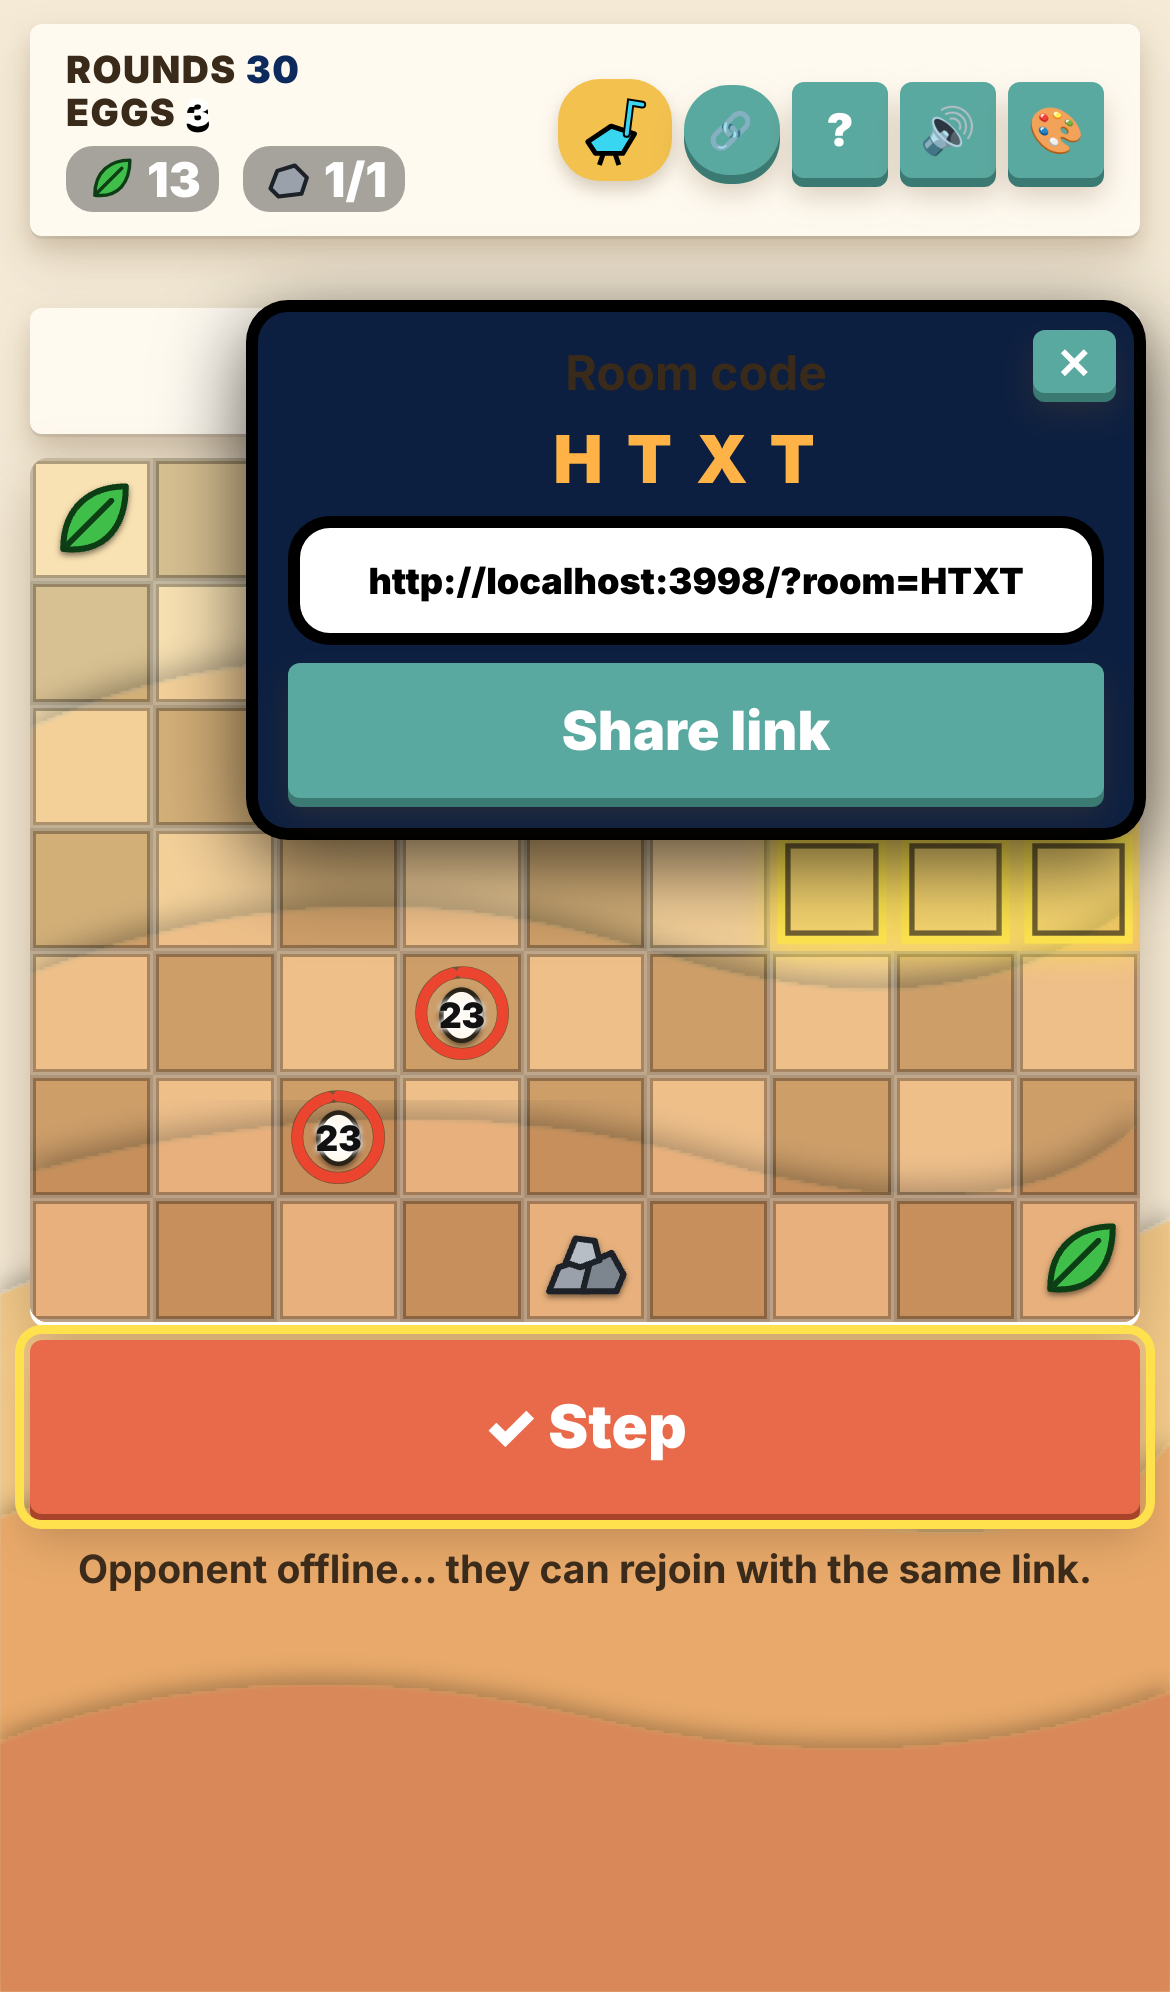 ROUNDS 30
EGGS 3
13
1/1
?
Room code
×
HTXT
http://localhost:3998/?room=HTXT
Share link
23
23
✓ Step
Opponent offline... they can rejoin with the same link.